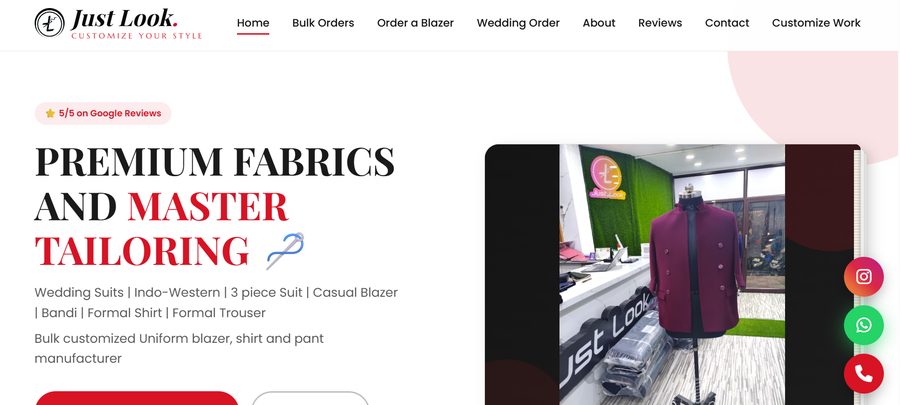 Just Look.
CUSTOMIZE YOUR STYLE
Home
Bulk Orders
Order a Blazer
Wedding Order
About
Reviews
Contact
Customize Work
5/5 on Google Reviews
PREMIUM FABRICS
AND MASTER
TAILORING
Wedding Suits | Indo-Western | 3 piece Suit | Casual Blazer
| Bandi | Formal Shirt | Formal Trouser
Bulk customized Uniform blazer, shirt and pant
manufacturer
Just Look